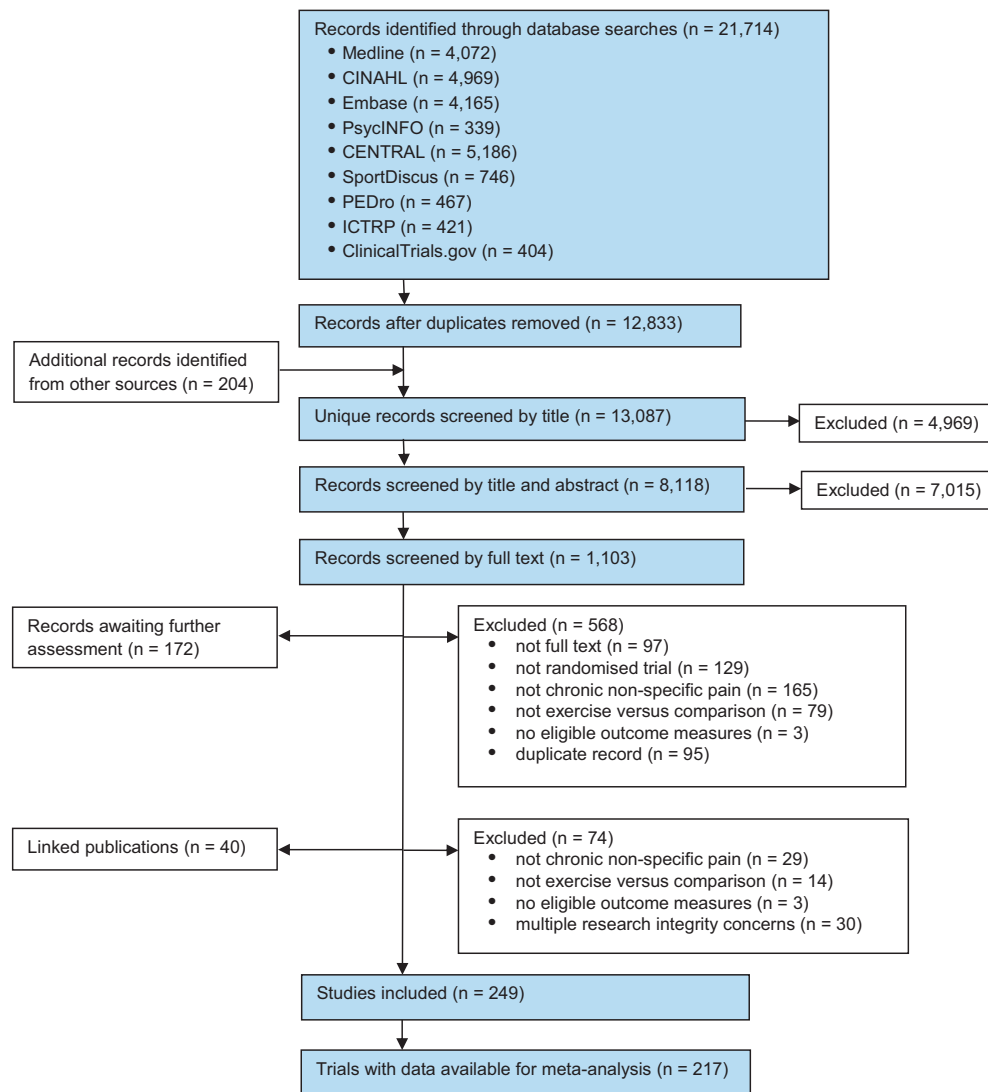 Records identified through database searches (n = 21,714)
• Medline (n = 4,072)
• CINAHL (n = 4,969)
• Embase (n = 4,165)
• PsycINFO (n = 339)
• CENTRAL (n = 5,186)
• SportDiscus (n = 746)
• PEDro (n = 467)
• ICTRP (n = 421)
• ClinicalTrials.gov (n = 404)
Records after duplicates removed (n = 12,833)
Additional records identified
from other sources (n = 204)
Unique records screened by title (n = 13,087)
Excluded (n = 4,969)
Records screened by title and abstract (n = 8,118)
Excluded (n = 7,015)
Records screened by full text (n = 1,103)
Records awaiting further
assessment (n = 172)
Excluded (n = 568)
• not full text (n = 97)
• not randomised trial (n = 129)
• not chronic non-specific pain (n = 165)
• not exercise versus comparison (n = 79)
• no eligible outcome measures (n = 3)
• duplicate record (n = 95)
Linked publications (n = 40)
Excluded (n = 74)
• not chronic non-specific pain (n = 29)
• not exercise versus comparison (n = 14)
• no eligible outcome measures (n = 3)
• multiple research integrity concerns (n = 30)
Studies included (n = 249)
Trials with data available for meta-analysis (n = 217)